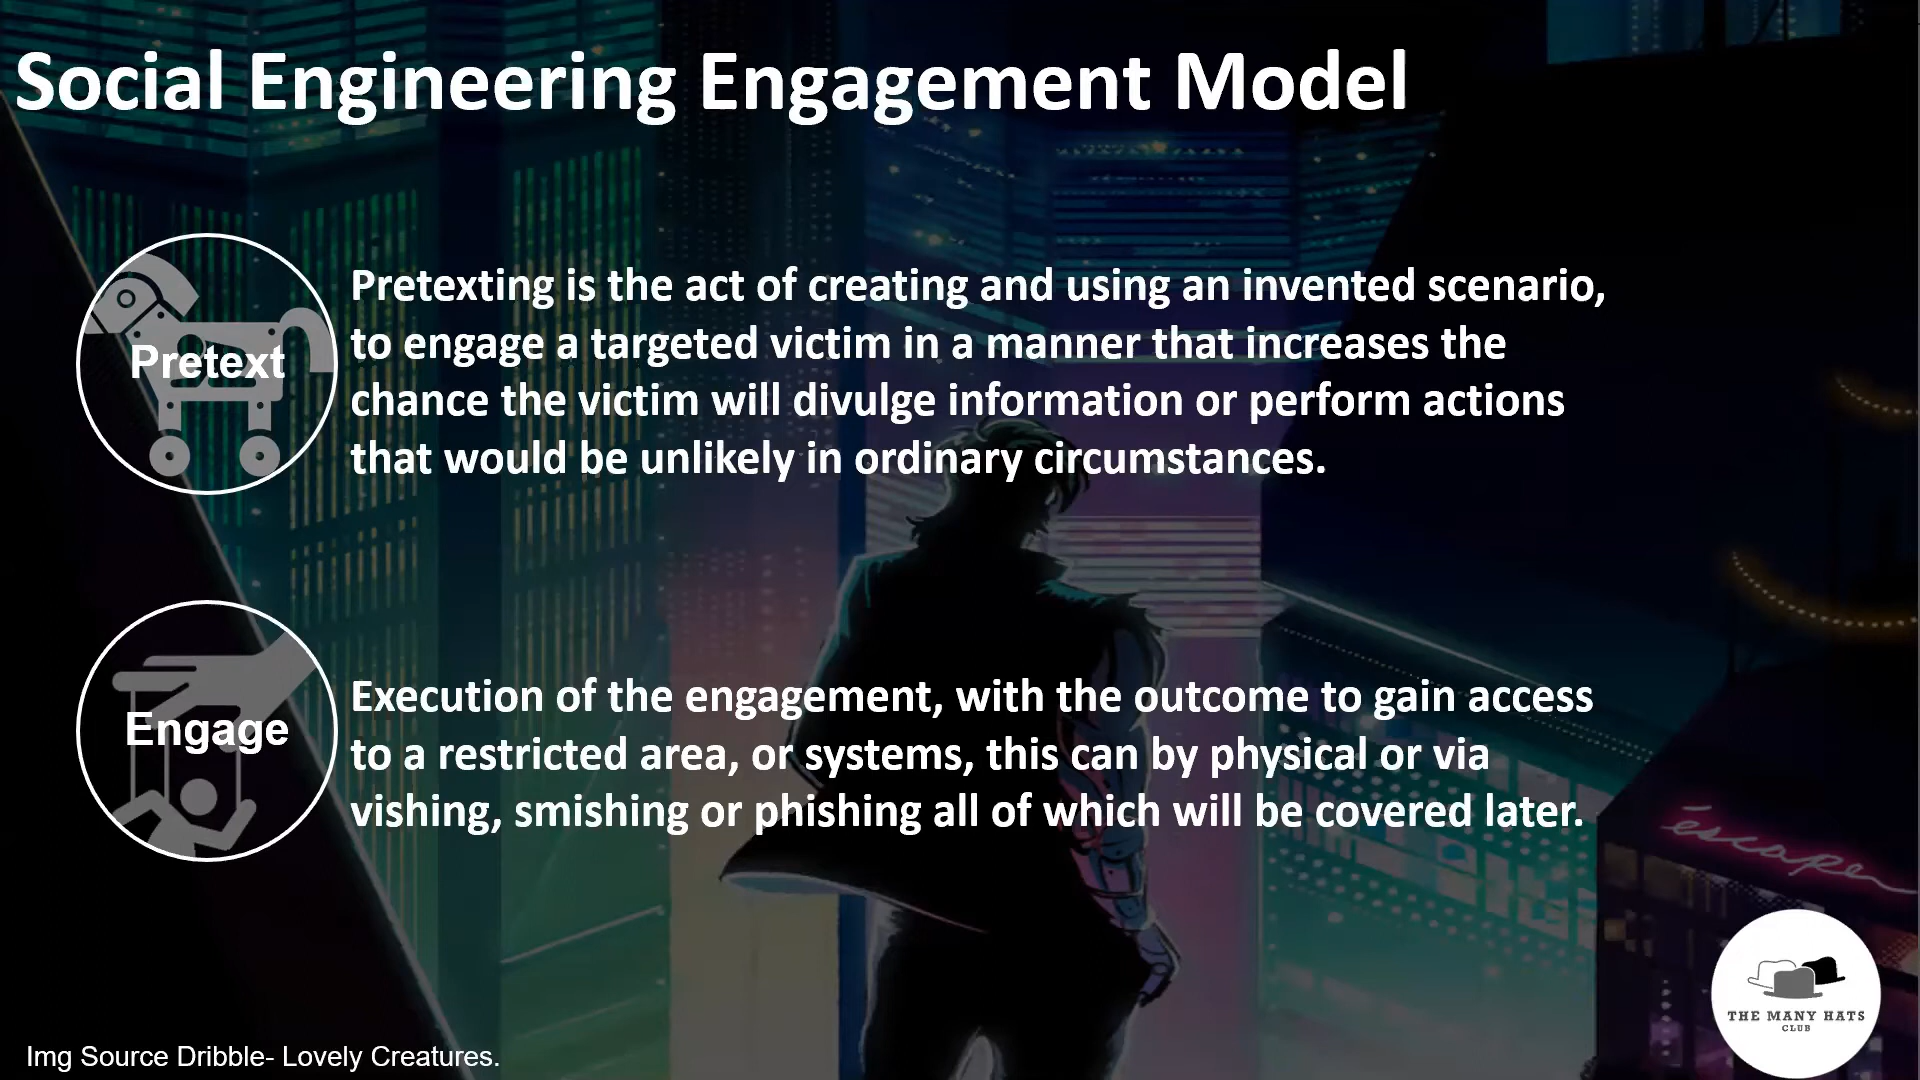 Social Engineering Engagement Model
Pretext
Pretexting is the act of creating and using an invented scenario,
to engage a targeted victim in a manner that increases the
chance the victim will divulge information or perform actions
that would be unlikely in ordinary circumstances.
Engage
Execution of the engagement, with the outcome to gain access
to a restricted area, or systems, this can by physical or via
vishing, smishing or phishing all of which will be covered later.
escape
THE MANY HATS
CLUB
Img Source Dribble- Lovely Creatures.